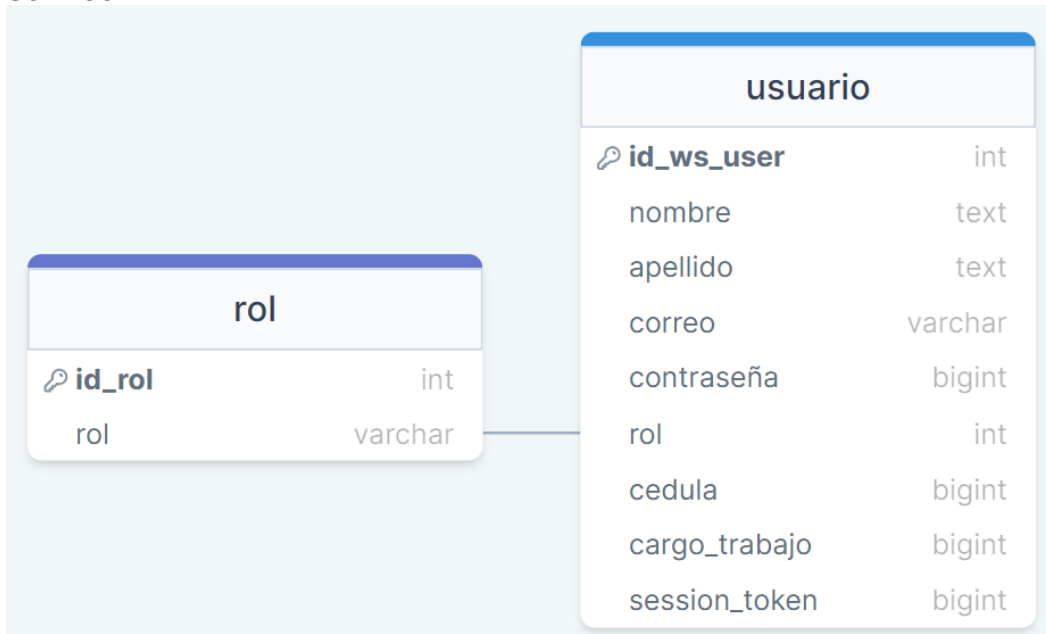 rol
id_rol int
rol varchar
usuario
id_ws_user int
nombre text
apellido text
correo varchar
contraseña bigint
rol int
cedula bigint
cargo_trabajo bigint
session_token bigint